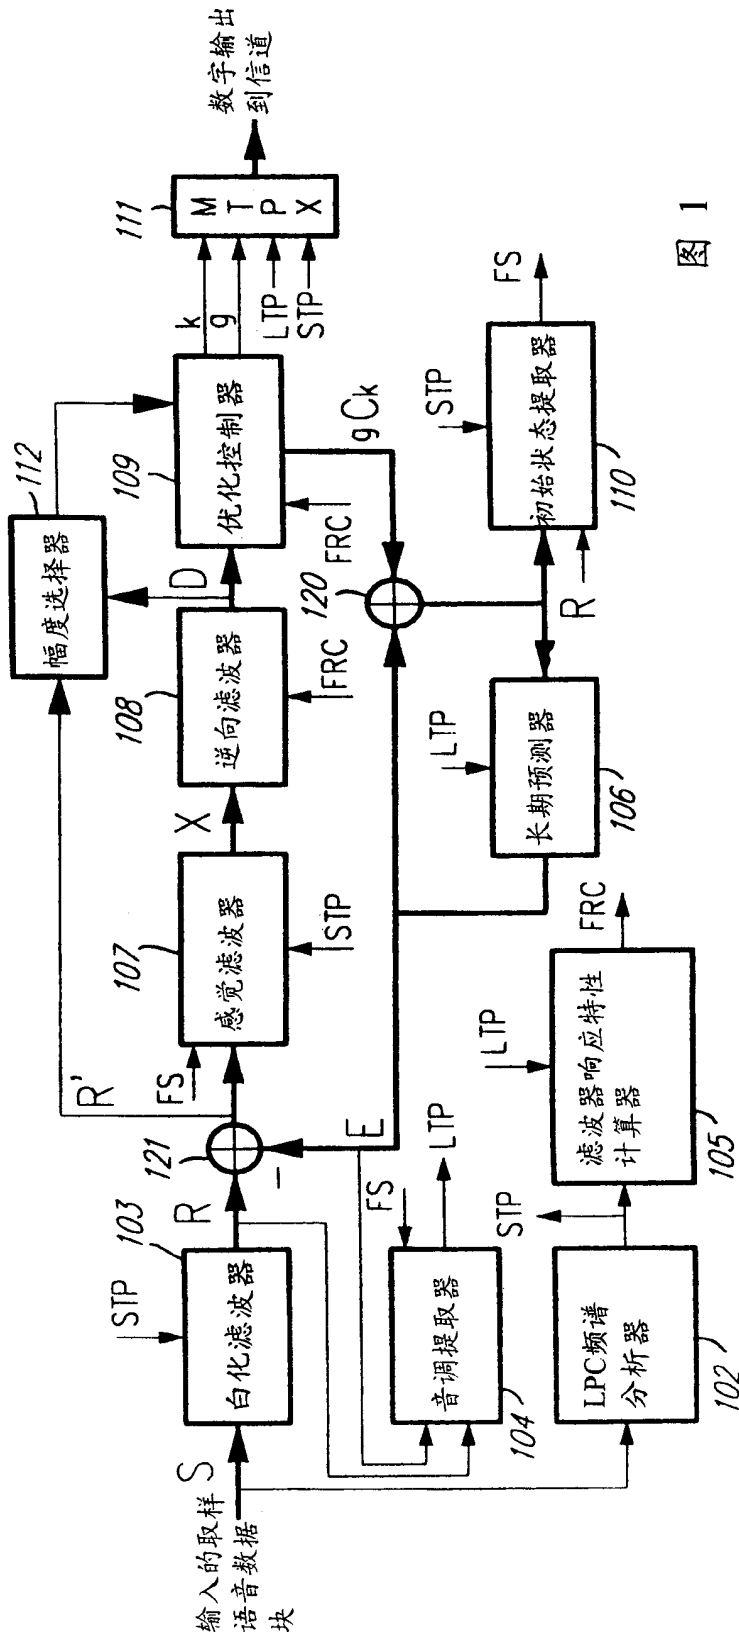 输入的取样
语音数据
块
S
STP
白化滤波器
103
R
121
−
R'
FS
感觉滤波器
107
STP
X
逆向滤波器
108
FRC
D
幅度选择器
112
优化控制器
109
FRC
k
g
LTP
STP
M
T
P
X
111
数字输出
到信道
gCk
120
E
FS
音调提取器
104
LTP
LPC频谱
分析器
102
STP
LTP
滤波器响应特性
计算器
105
FRC
LTP
长期预测器
106
R
STP
初始状态提取器
110
FS
图 1